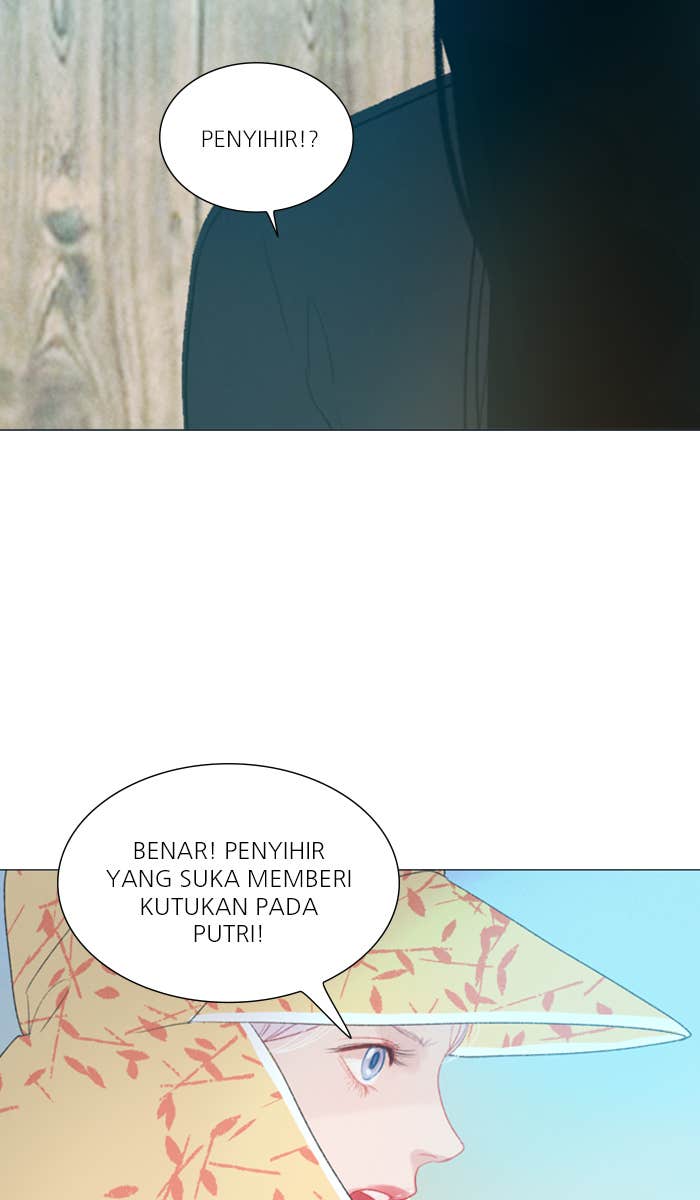 PENYIHIR!?
BENAR! PENYIHIR
YANG SUKA MEMBERI
KUTUKAN PADA
PUTRI!